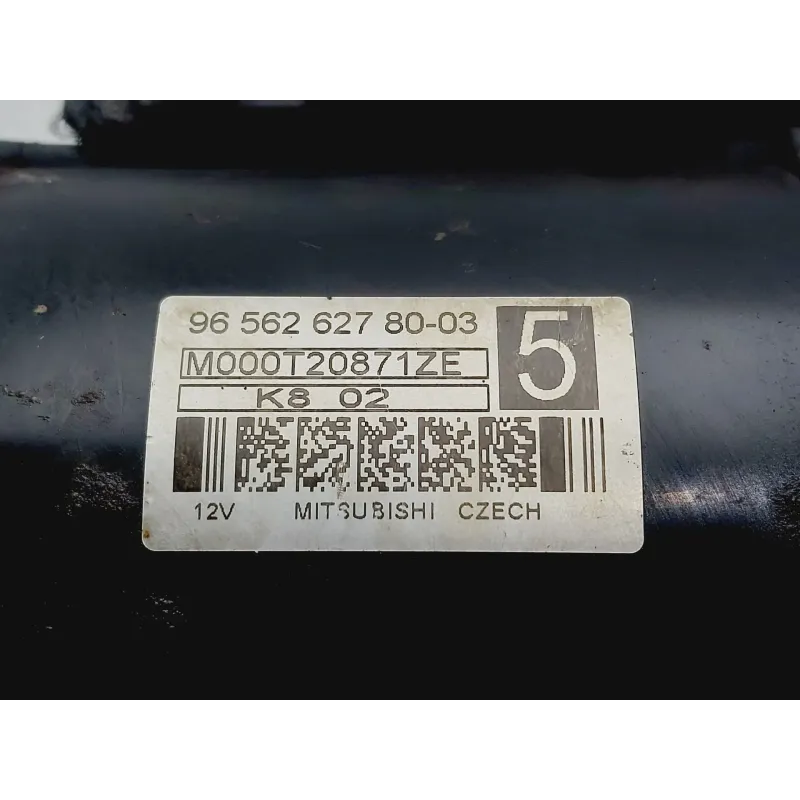 96 562 627 80-03 5
M000T20871ZE
K8 02
12V MITSUBISHI CZECH